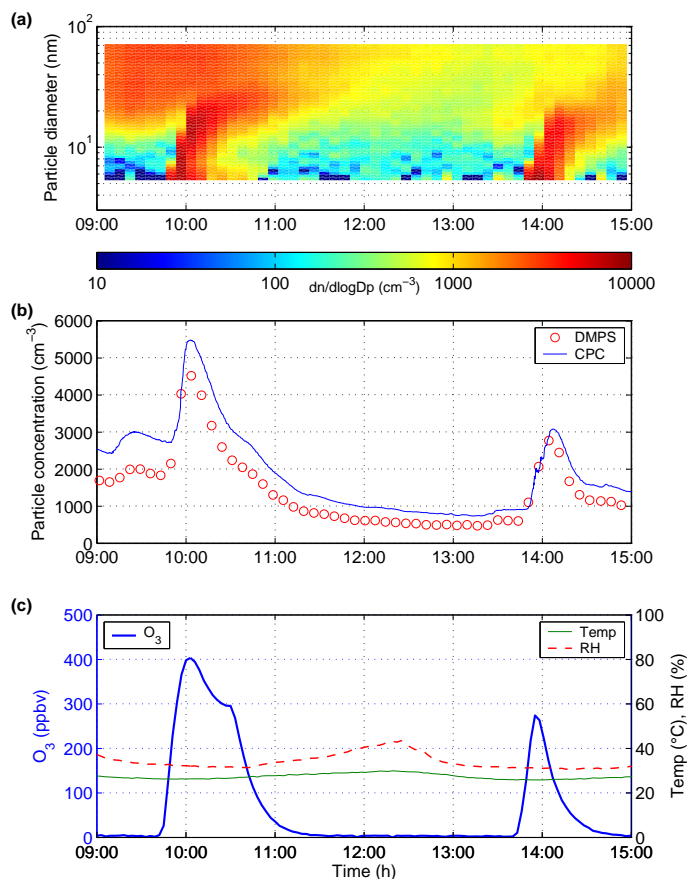 (a)
10^2
Particle diameter (nm)
10^1
09:00 10:00 11:00 12:00 13:00 14:00 15:00
10 100 1000 10000
dn/dlogDp (cm^−3)
(b)
6000
5000
4000
3000
2000
1000
0
Particle concentration (cm^−3)
DMPS
CPC
09:00 10:00 11:00 12:00 13:00 14:00 15:00
(c)
500
400
300
200
100
0
O_3 (ppbv)
O_3
Temp
RH
100
80
60
40
20
0
Temp (°C), RH (%)
09:00 10:00 11:00 12:00 13:00 14:00 15:00
Time (h)